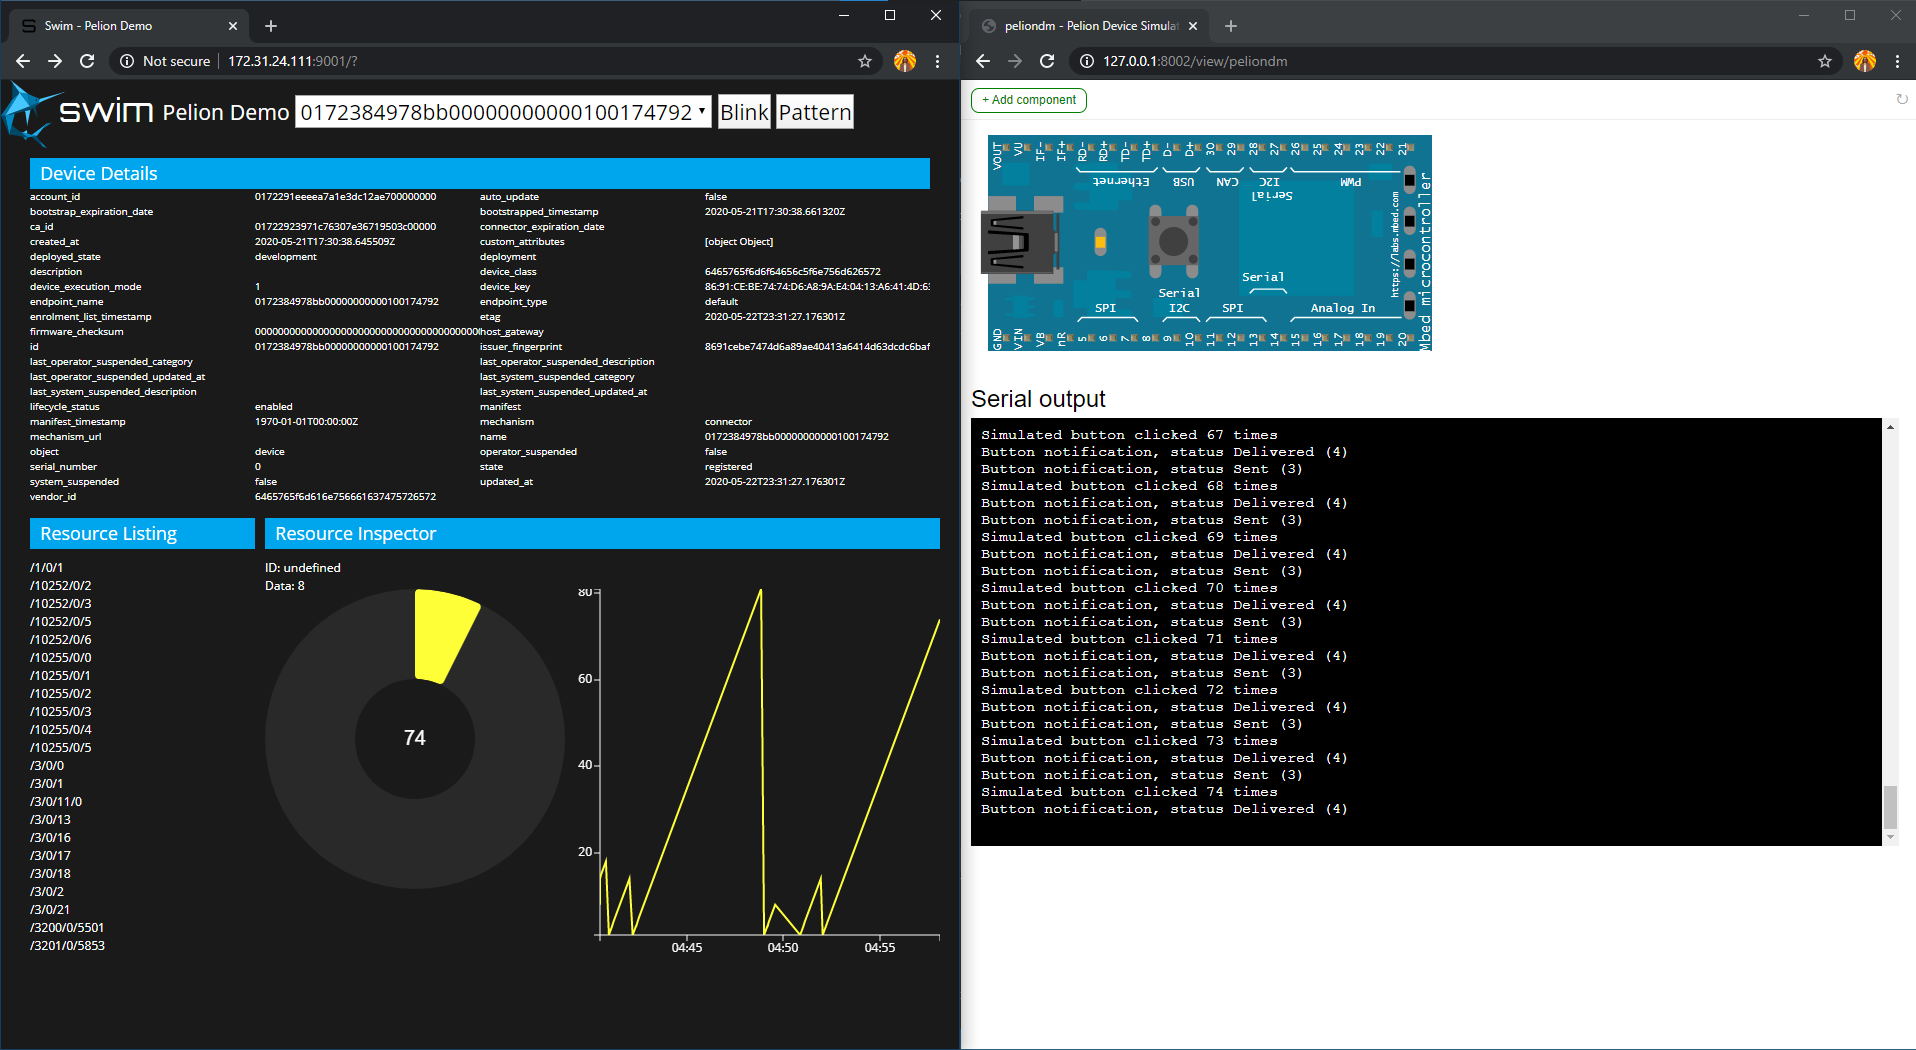 Swim - Pelion Demo
Not secure 172.31.24.111:9001/?
swim Pelion Demo 0172384978bb00000000000100174792 Blink Pattern
Device Details
account_id 0172291eeeea7a1e3dc12ae700000000 auto_update false
bootstrap_expiration_date bootstrapped_timestamp 2020-05-21T17:30:38.661320Z
ca_id 01722923971c76307e36719503c00000 connector_expiration_date
created_at 2020-05-21T17:30:38.645509Z custom_attributes [object Object]
deployed_state development deployment
description device_class 6465765f6d6f64656c5f6e756d626572
device_execution_mode 1 device_key 86:91:CE:BE:74:74:D6:A8:9A:E4:04:13:A6:41:4D:63
endpoint_name 0172384978bb00000000000100174792 endpoint_type default
enrolment_list_timestamp etag 2020-05-22T23:31:27.176301Z
firmware_checksum host_gateway
id 0172384978bb00000000000100174792 issuer_fingerprint 8691cebe7474d6a89ae40413a6414d63dcdc6baf
last_operator_suspended_category last_operator_suspended_description
last_operator_suspended_updated_at last_system_suspended_category
last_system_suspended_description last_system_suspended_updated_at
lifecycle_status enabled manifest
manifest_timestamp 1970-01-01T00:00:00Z mechanism connector
mechanism_url name 0172384978bb00000000000100174792
object device operator_suspended false
serial_number 0 state registered
system_suspended false updated_at 2020-05-22T23:31:27.176301Z
vendor_id 6465765f6d616e756661637475726572
Resource Listing
/1/0/1
/10252/0/2
/10252/0/3
/10252/0/5
/10252/0/6
/10255/0/0
/10255/0/1
/10255/0/2
/10255/0/3
/10255/0/4
/10255/0/5
/3/0/0
/3/0/1
/3/0/11/0
/3/0/13
/3/0/16
/3/0/17
/3/0/18
/3/0/2
/3/0/21
/3200/0/5501
/3201/0/5853
Resource Inspector
ID: undefined
Data: 8
74
80
60
40
20
04:45 04:50 04:55
peliondm - Pelion Device Simulat
127.0.0.1:8002/view/peliondm
+ Add component
VOUT VU IF- IF+ RD- RD+ TD- TD+ D- D+ 30 29 28 27 26 25 24 23 22 21
Ethernet USB CAN I2C PWM
Serial
Serial
Serial
SPI I2C SPI Analog In
GND VIN VB nR 5 6 7 8 9 10 11 12 13 14 15 16 17 18 19 20
https://labs.mbed.com
Mbed microcontroller
Serial output
Simulated button clicked 67 times
Button notification, status Delivered (4)
Button notification, status Sent (3)
Simulated button clicked 68 times
Button notification, status Delivered (4)
Button notification, status Sent (3)
Simulated button clicked 69 times
Button notification, status Delivered (4)
Button notification, status Sent (3)
Simulated button clicked 70 times
Button notification, status Delivered (4)
Button notification, status Sent (3)
Simulated button clicked 71 times
Button notification, status Delivered (4)
Button notification, status Sent (3)
Simulated button clicked 72 times
Button notification, status Delivered (4)
Button notification, status Sent (3)
Simulated button clicked 73 times
Button notification, status Delivered (4)
Button notification, status Sent (3)
Simulated button clicked 74 times
Button notification, status Delivered (4)